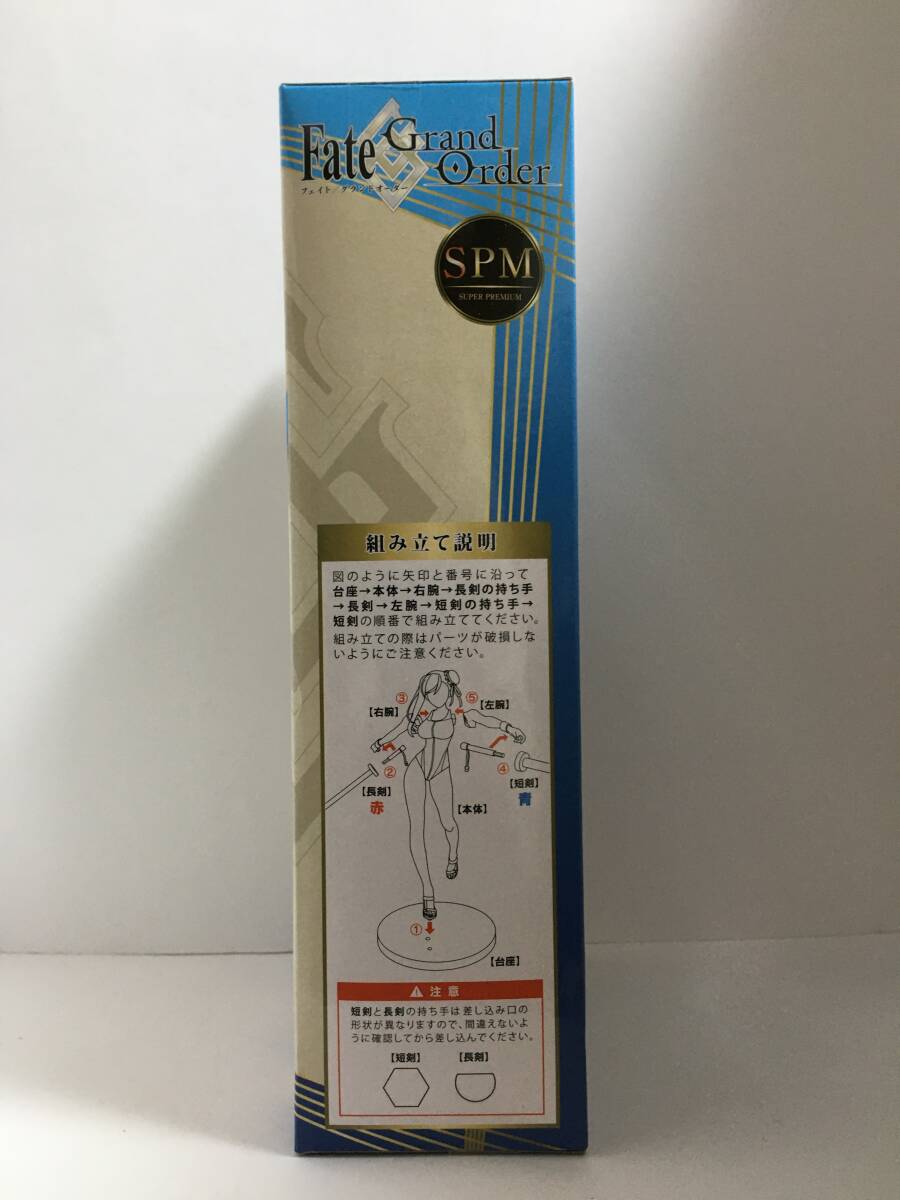 Fate
Grand
Order
フェイト/グランドオーダー
SPM
SUPER PREMIUM
組み立て説明
図のように矢印と番号に沿って
台座→本体→右腕→長剣の持ち手
→長剣→左腕→短剣の持ち手→
短剣の順番で組み立ててください。
組み立ての際はパーツが破損しな
いようにご注意ください。
③
⑤
【右腕】
【左腕】
②
④
【長剣】
赤
【短剣】
青
【本体】
①
【台座】
注意
短剣と長剣の持ち手は差し込み口の
形状が異なりますので、間違えないよ
うに確認してから差し込んでください。
【短剣】
【長剣】